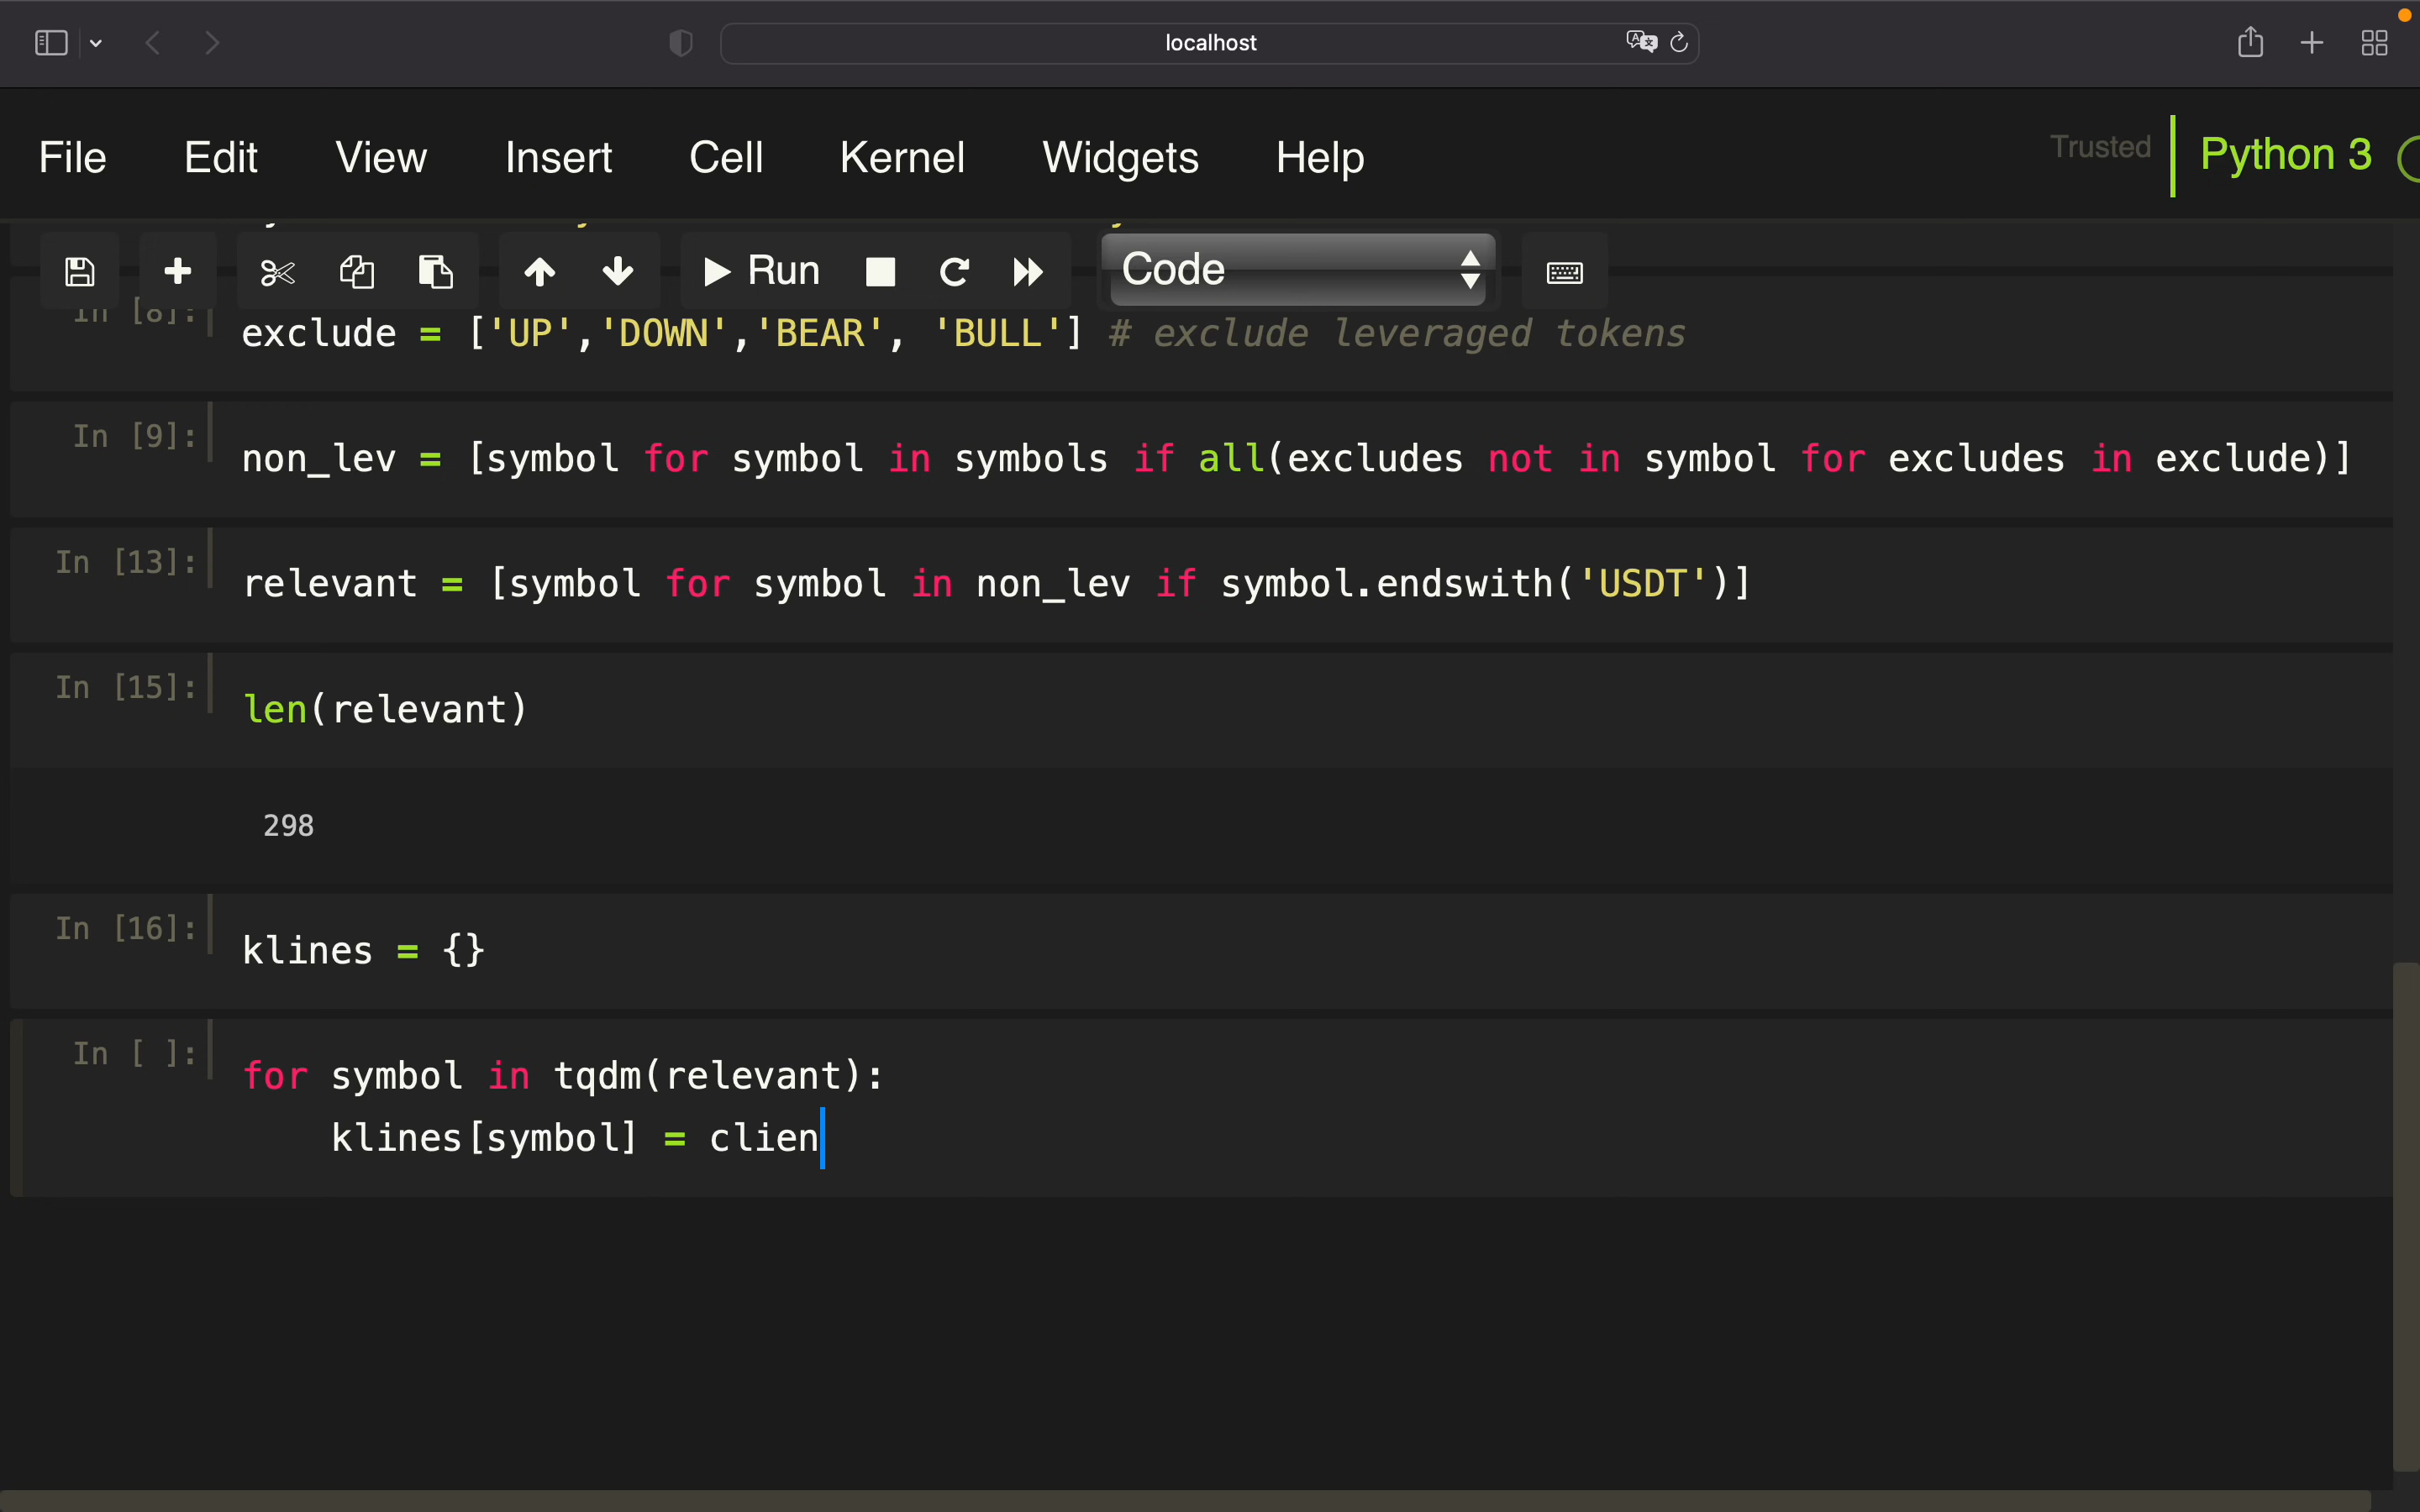 localhost
File Edit View Insert Cell Kernel Widgets Help Trusted Python 3
Run Code
In [8]: exclude = ['UP','DOWN','BEAR', 'BULL'] # exclude leveraged tokens
In [9]: non_lev = [symbol for symbol in symbols if all(excludes not in symbol for excludes in exclude)]
In [13]: relevant = [symbol for symbol in non_lev if symbol.endswith('USDT')]
In [15]: len(relevant)
298
In [16]: klines = {}
In [ ]: for symbol in tqdm(relevant):
klines[symbol] = clien